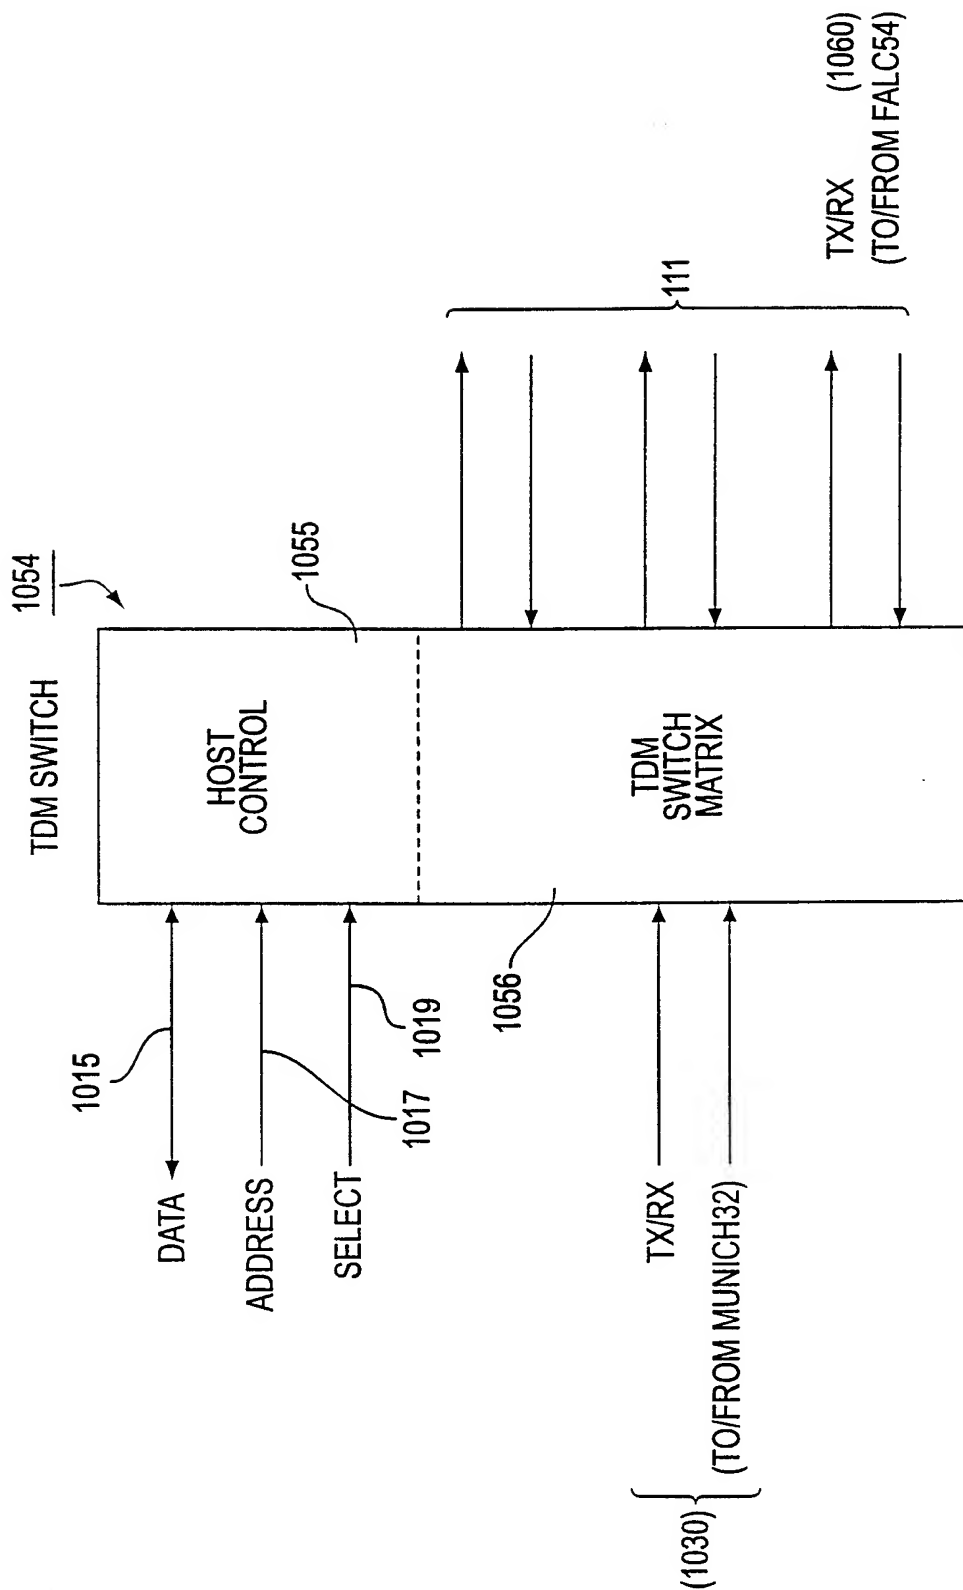 TDM SWITCH
1054
DATA
1015
ADDRESS
1017
SELECT
1019
HOST
CONTROL
1055
1056
TDM
SWITCH
MATRIX
(1030)
TX/RX
(TO/FROM MUNICH32)
111
TX/RX (1060)
(TO/FROM FALC54)